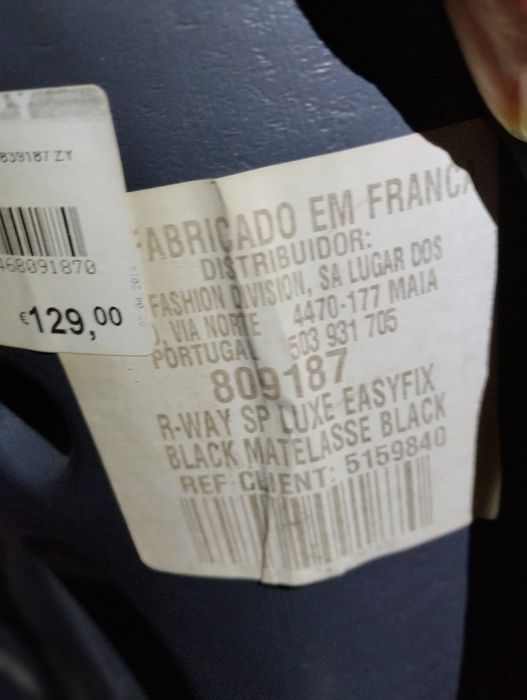 839187 ZY
468091870
€129,00
FABRICADO EM FRANCA
DISTRIBUIDOR:
FASHION DIVISION, SA LUGAR DOS
), VIA NORTE 4470-177 MAIA
PORTUGAL 503 931 705
809187
R-WAY SP LUXE EASYFIX
BLACK MATELASSE BLACK
REF CLIENT: 5159840